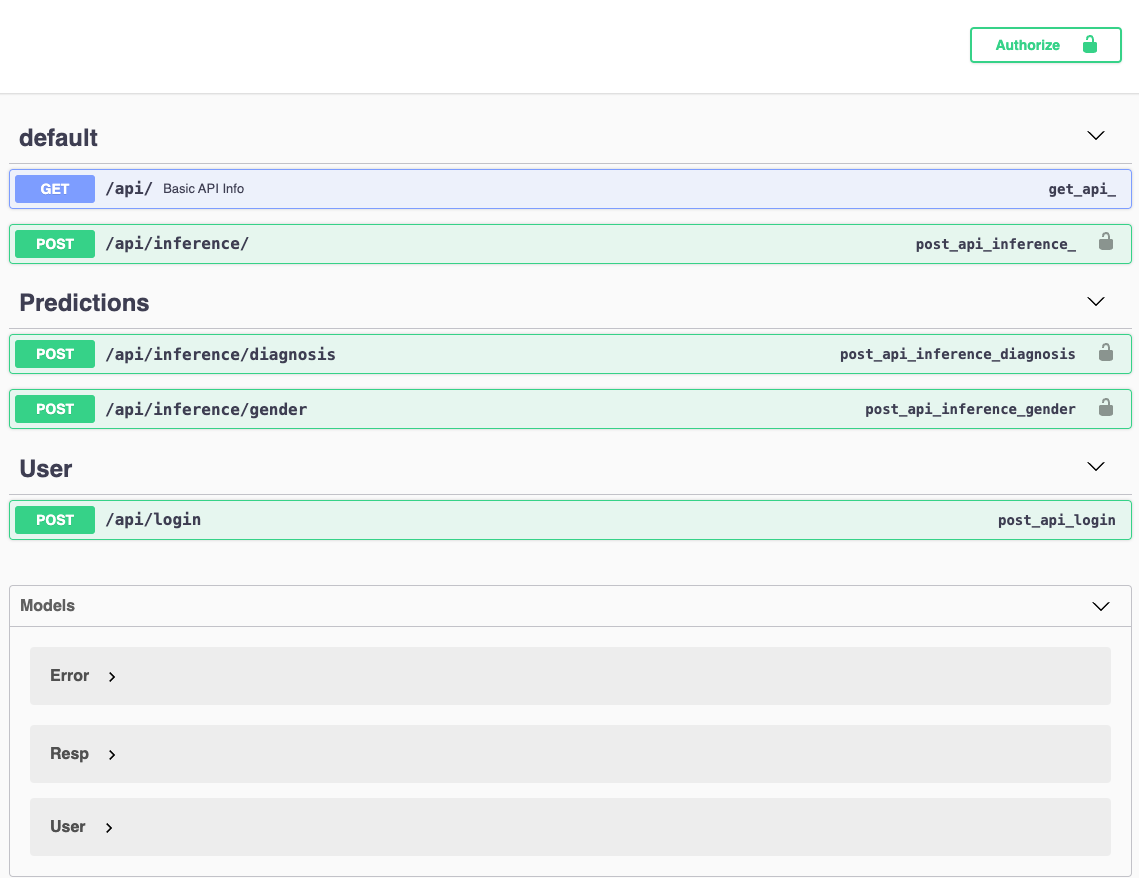 Authorize
default
GET /api/ Basic API Info get_api_
POST /api/inference/ post_api_inference_
Predictions
POST /api/inference/diagnosis post_api_inference_diagnosis
POST /api/inference/gender post_api_inference_gender
User
POST /api/login post_api_login
Models
Error
Resp
User